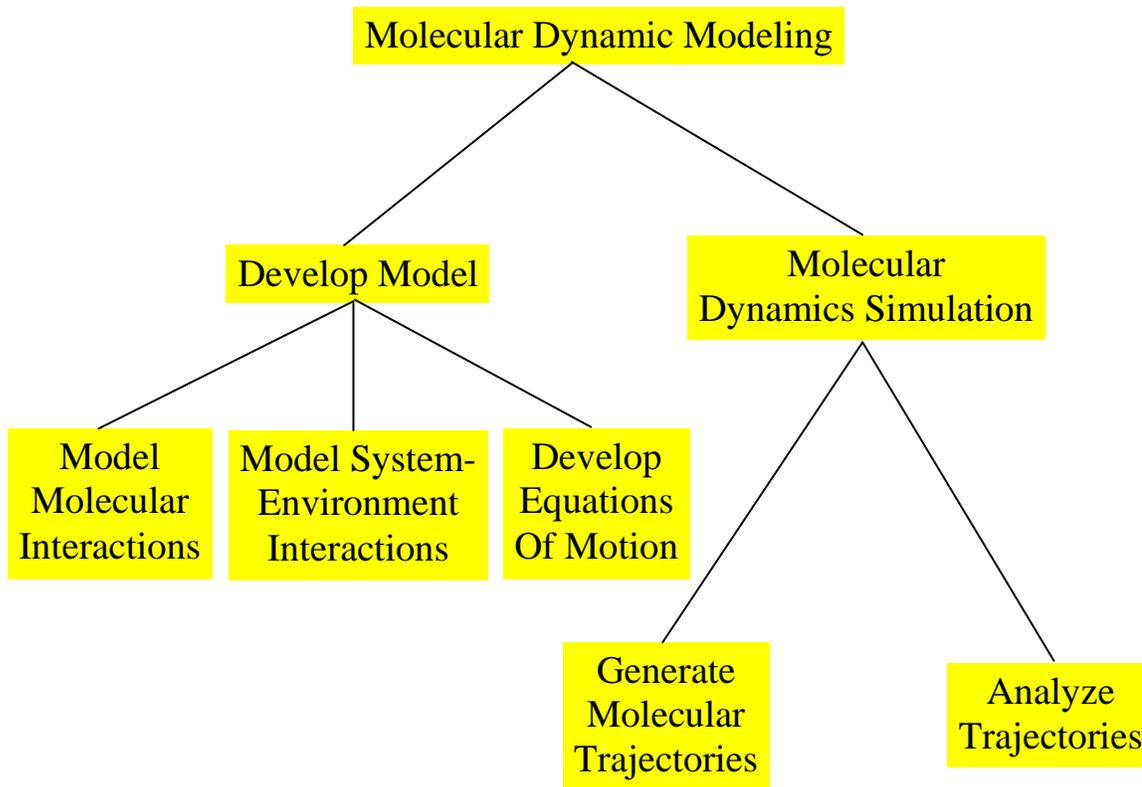 Molecular Dynamic Modeling
Develop Model
Molecular
Dynamics Simulation
Model
Molecular
Interactions
Model System-
Environment
Interactions
Develop
Equations
Of Motion
Generate
Molecular
Trajectories
Analyze
Trajectories